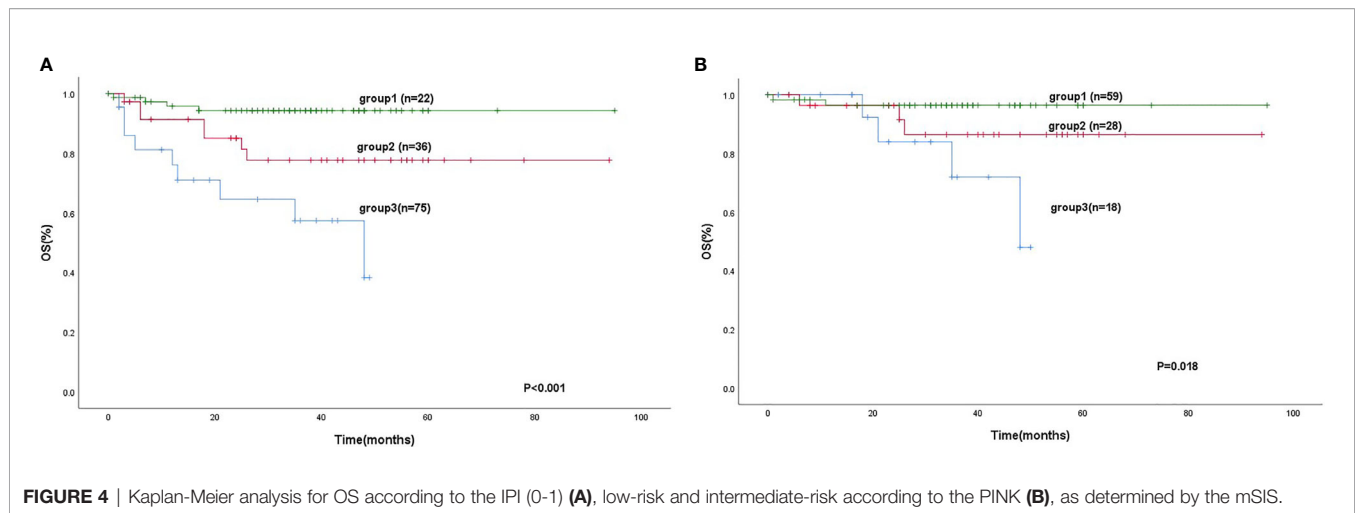 A
1.0
0.8
0.6
0.4
0.2
0.0
OS(%)
group1 (n=22)
group2 (n=36)
group3(n=75)
P<0.001
0 20 40 60 80 100
Time(months)
B
1.0
0.8
0.6
0.4
0.2
0.0
OS(%)
group1 (n=59)
group2 (n=28)
group3(n=18)
P=0.018
0 20 40 60 80 100
Time(months)
FIGURE 4 | Kaplan-Meier analysis for OS according to the IPI (0-1) (A), low-risk and intermediate-risk according to the PINK (B), as determined by the mSIS.